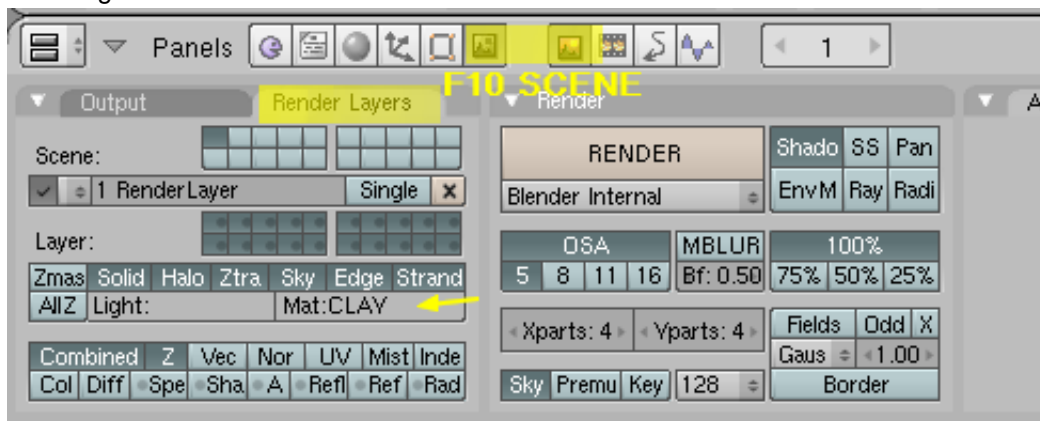 Panels 1
F10 SCENE
Output Render Layers Render A
Scene:
1 RenderLayer Single X
Layer:
Zmas Solid Halo Ztra Sky Edge Strand
AllZ Light: Mat:CLAY
Combined Z Vec Nor UV Mist Inde
Col Diff Spe Sha A Refl Ref Rad
RENDER Shado SS Pan
Blender Internal EnvM Ray Radi
OSA MBLUR 100%
5 8 11 16 Bf: 0.50 75% 50% 25%
Xparts: 4 Yparts: 4 Fields Odd X
Gaus 1.00
Sky Premu Key 128 Border